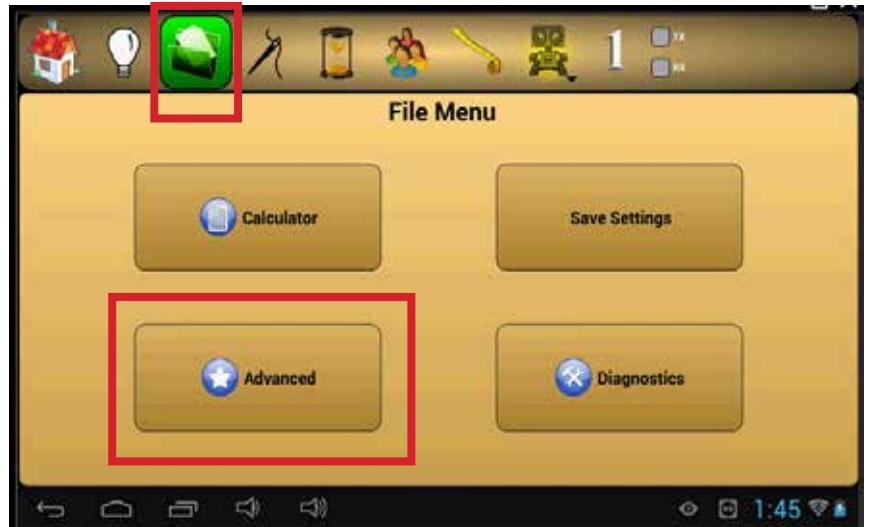 1
File Menu
Calculator
Save Settings
Advanced
Diagnostics
1:45